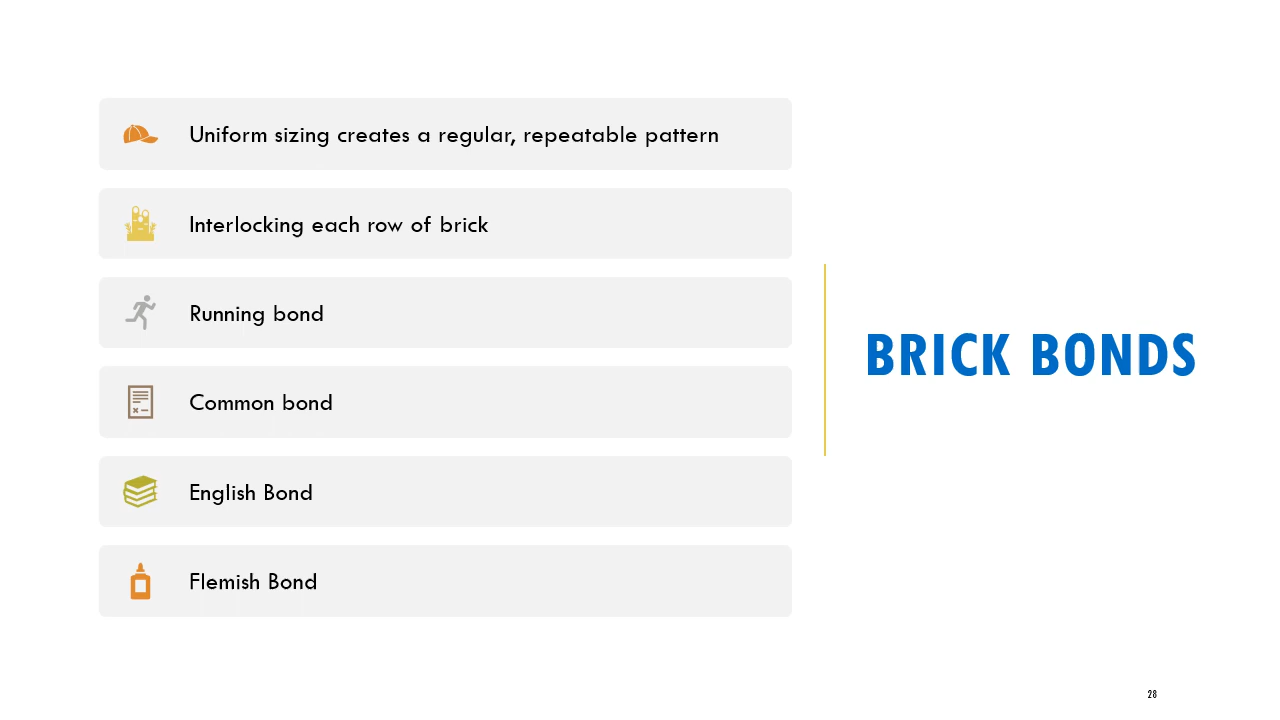 Uniform sizing creates a regular, repeatable pattern
Interlocking each row of brick
Running bond
Common bond
English Bond
Flemish Bond
BRICK BONDS
28